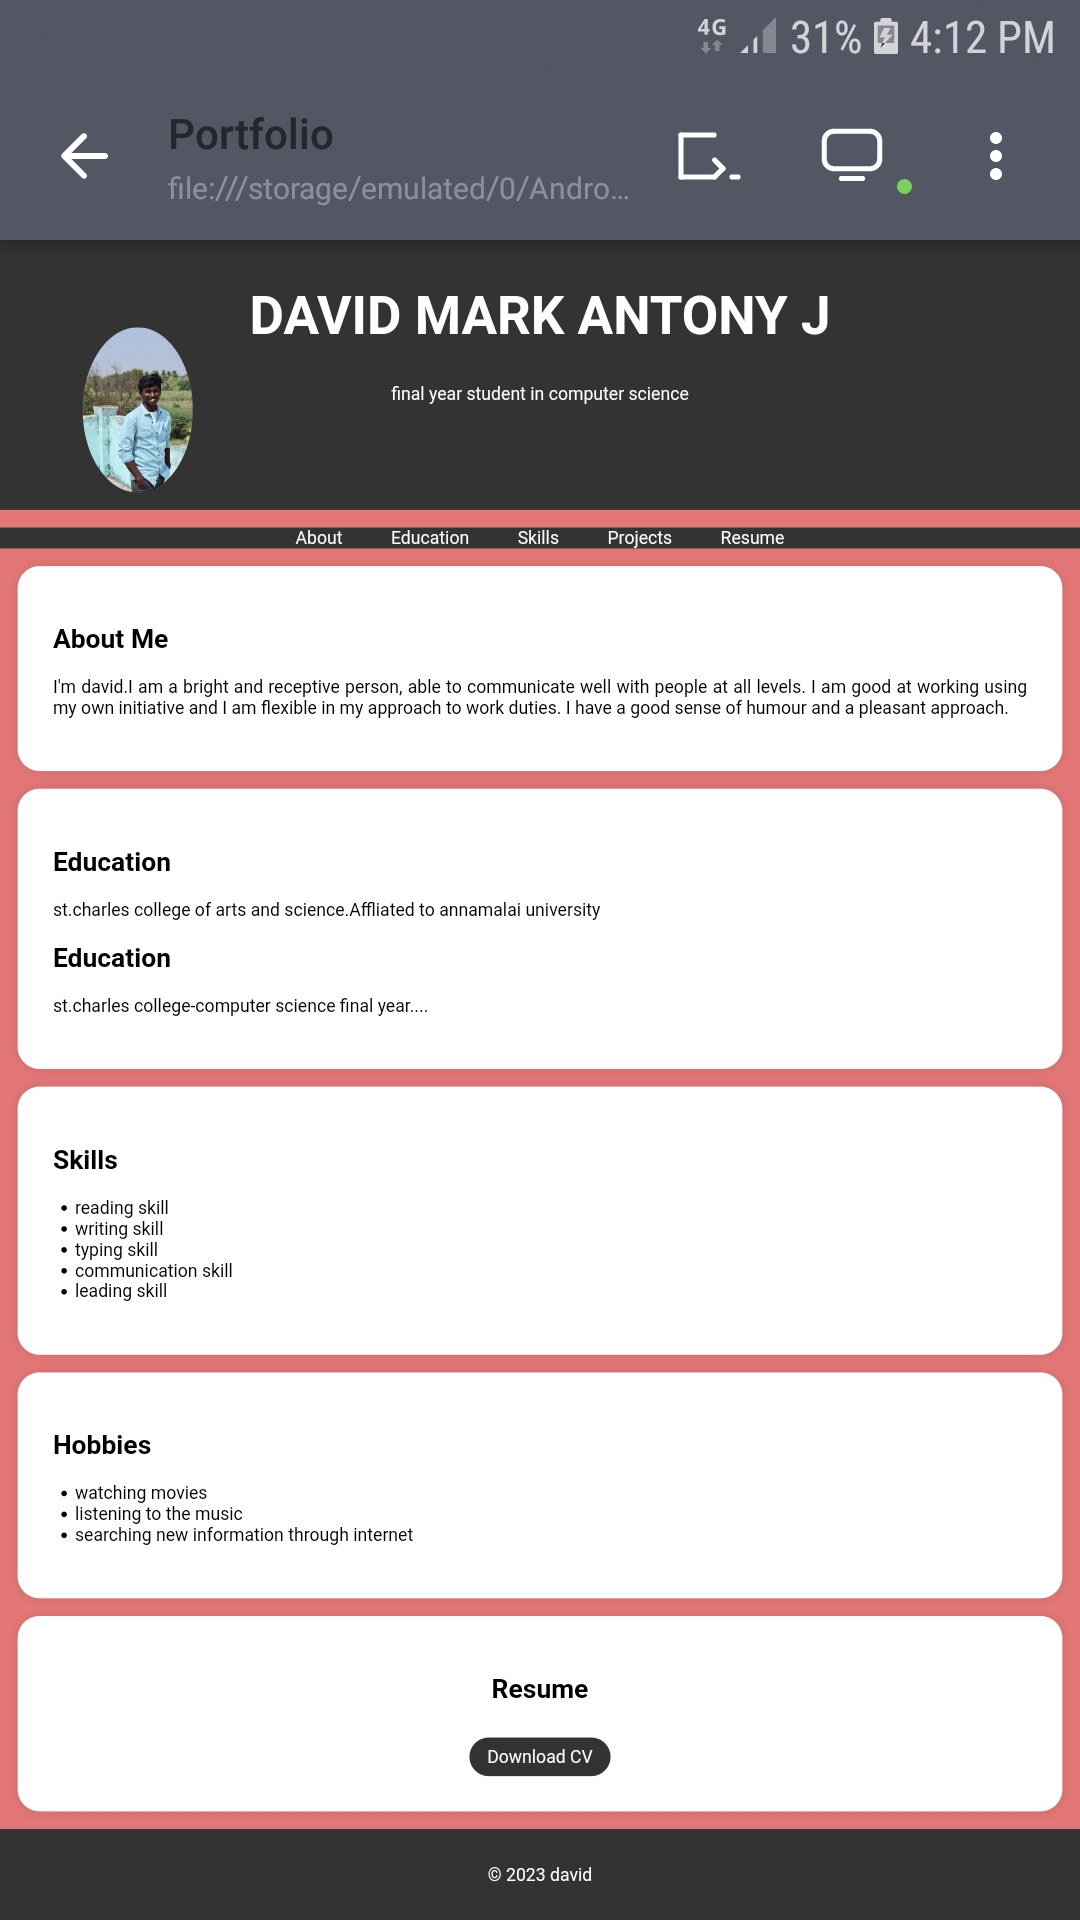 4G 31% 4:12 PM
Portfolio
file:///storage/emulated/0/Andro...
DAVID MARK ANTONY J
final year student in computer science
About Education Skills Projects Resume
About Me
I'm david.I am a bright and receptive person, able to communicate well with people at all levels. I am good at working using
my own initiative and I am flexible in my approach to work duties. I have a good sense of humour and a pleasant approach.
Education
st.charles college of arts and science.Affliated to annamalai university
Education
st.charles college-computer science final year....
Skills
• reading skill
• writing skill
• typing skill
• communication skill
• leading skill
Hobbies
• watching movies
• listening to the music
• searching new information through internet
Resume
Download CV
© 2023 david